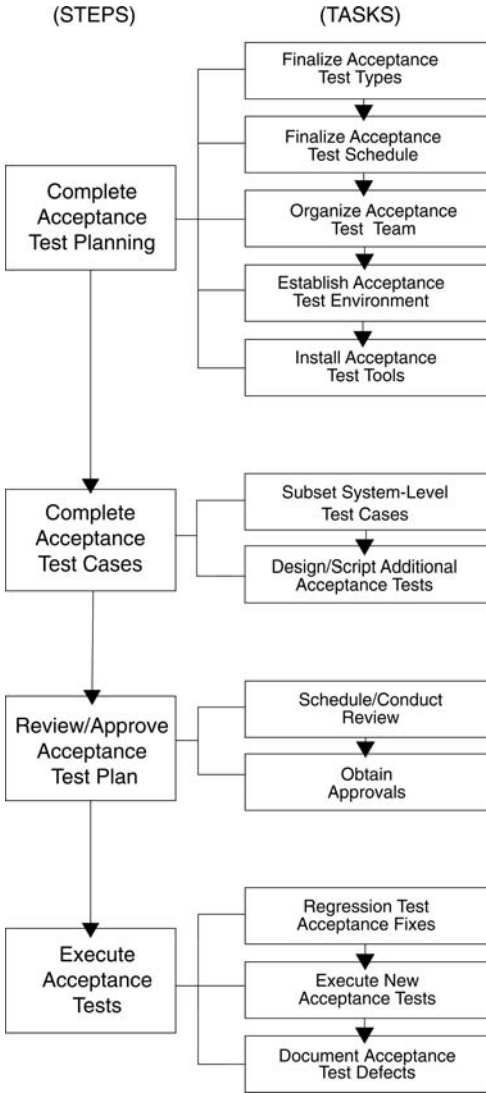 (STEPS)
(TASKS)
Complete
Acceptance
Test Planning
Finalize Acceptance
Test Types
Finalize Acceptance
Test Schedule
Organize Acceptance
Test Team
Establish Acceptance
Test Environment
Install Acceptance
Test Tools
Complete
Acceptance
Test Cases
Subset System-Level
Test Cases
Design/Script Additional
Acceptance Tests
Review/Approve
Acceptance
Test Plan
Schedule/Conduct
Review
Obtain
Approvals
Execute
Acceptance
Tests
Regression Test
Acceptance Fixes
Execute New
Acceptance Tests
Document Acceptance
Test Defects